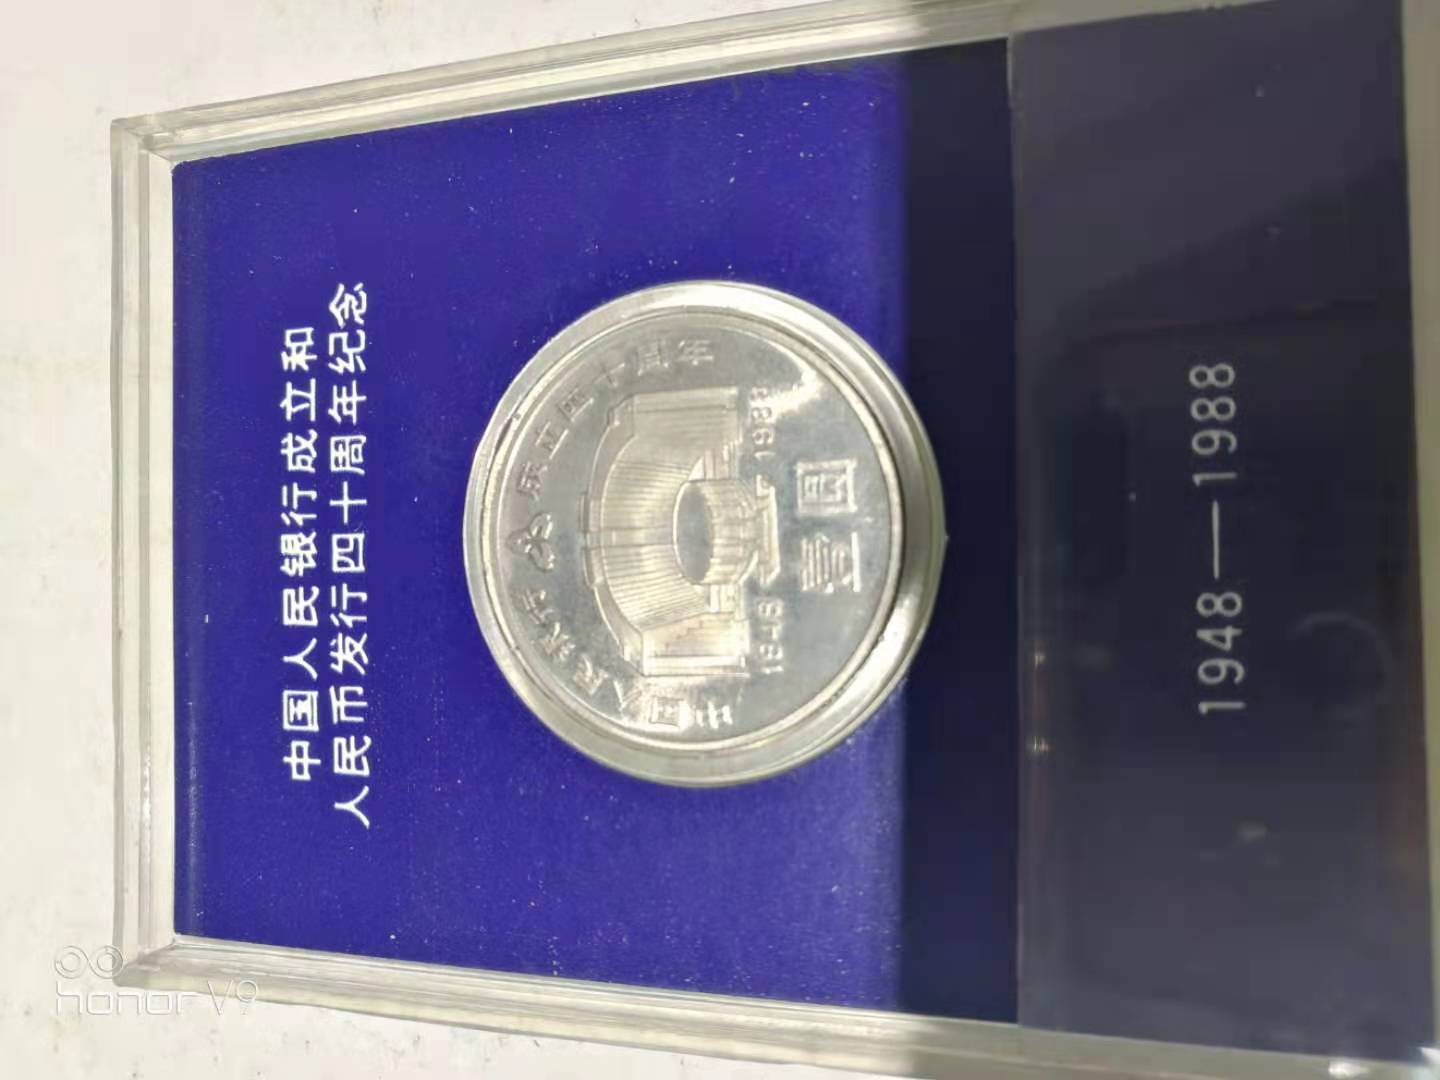 中国人民银行成立和
人民币发行四十周年纪念
中国人民银行 成立四十周年
1948 1988
壹圆
1948—1988
honor V9